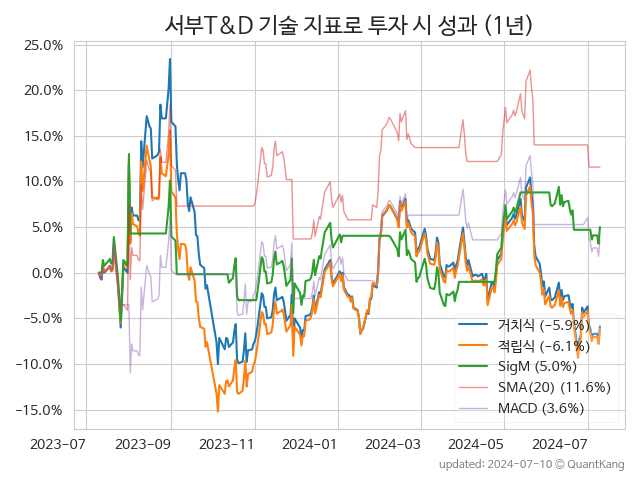 서부T&D 기술 지표로 투자 시 성과 (1년)
25.0%
20.0%
15.0%
10.0%
5.0%
0.0%
−5.0%
−10.0%
−15.0%
2023-07
2023-09
2023-11
2024-01
2024-03
2024-05
2024-07
거치식 (−5.9%)
적립식 (−6.1%)
SigM (5.0%)
SMA(20) (11.6%)
MACD (3.6%)
updated: 2024-07-10 © QuantKang